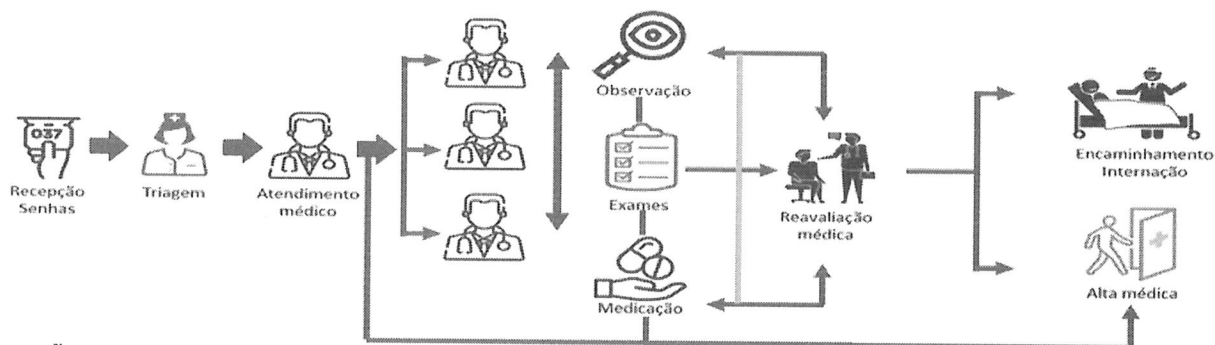 037
Recepção
Senhas
Triagem
Atendimento
médico
Observação
Exames
Medicação
Reavaliação
médica
Encaminhamento
Internação
Alta médica